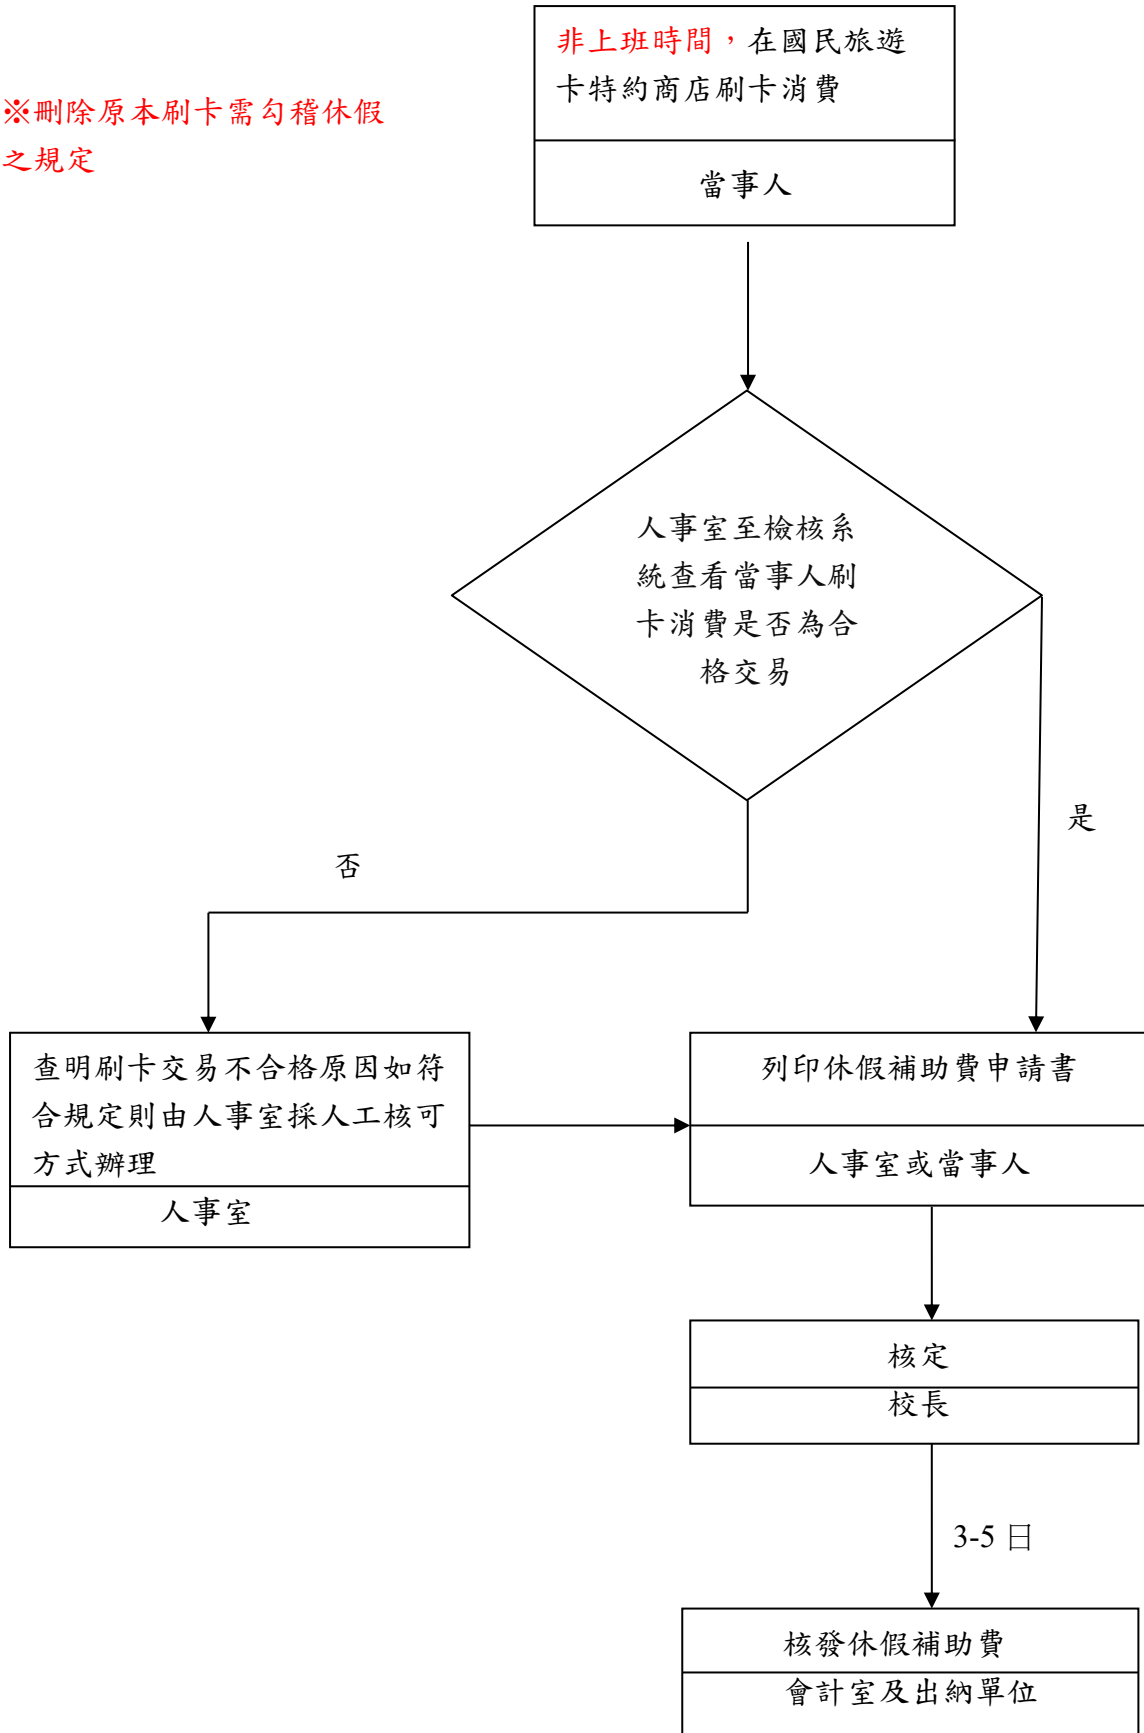 非上班時間，在國民旅遊
卡特約商店刷卡消費
當事人
※刪除原本刷卡需勾稽休假
之規定
人事室至檢核系
統查看當事人刷
卡消費是否為合
格交易
是
否
查明刷卡交易不合格原因如符
合規定則由人事室採人工核可
方式辦理
人事室
列印休假補助費申請書
人事室或當事人
核定
校長
3-5 日
核發休假補助費
會計室及出納單位